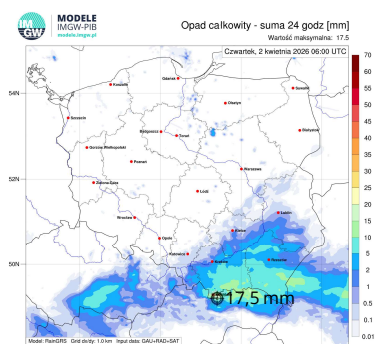 IMGW
MODELE
IMGW-PIB
modele.imgw.pl
Opad całkowity - suma 24 godz [mm]
Wartość maksymalna: 17.5
Czwartek, 2 kwietnia 2026 06:00 UTC
54N
52N
50N
Gdańsk
Koszalin
Suwałki
Olsztyn
Szczecin
Bydgoszcz
Toruń
Białystok
Gorzów Wielkopolski
Poznań
Warszawa
Zielona Góra
Łódź
Wrocław
Lublin
Opole
Kielce
Katowice
Kraków
Rzeszów
17,5 mm
70
60
55
50
45
40
35
30
25
20
15
10
5
2
1
0.5
0.1
0.01
Model: RainGRS Grid ds/dy: 1.0 km Input data: GAU+RAD+SAT